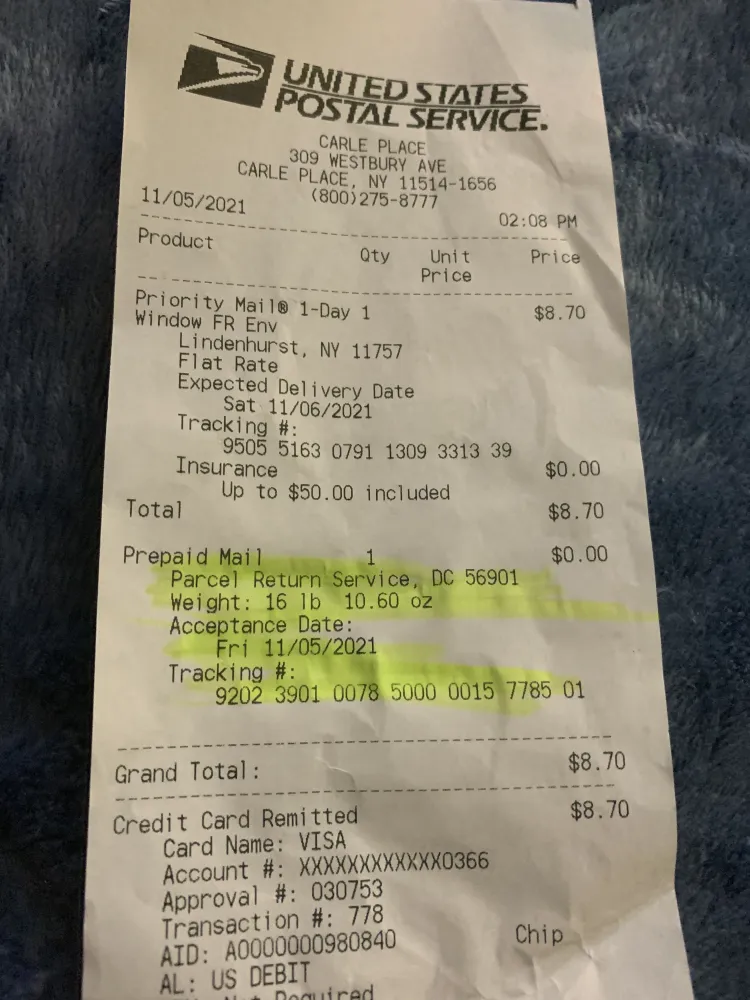 UNITED STATES
POSTAL SERVICE.
CARLE PLACE
309 WESTBURY AVE
CARLE PLACE, NY 11514-1656
(800)275-8777
11/05/2021 02:08 PM
Product Qty Unit Price
Price
Priority Mail® 1-Day 1 $8.70
Window FR Env
Lindenhurst, NY 11757
Flat Rate
Expected Delivery Date
Sat 11/06/2021
Tracking #:
9505 5163 0791 1309 3313 39
Insurance $0.00
Up to $50.00 included
Total $8.70
Prepaid Mail 1 $0.00
Parcel Return Service, DC 56901
Weight: 16 lb 10.60 oz
Acceptance Date:
Fri 11/05/2021
Tracking #:
9202 3901 0078 5000 0015 7785 01
Grand Total: $8.70
Credit Card Remitted $8.70
Card Name: VISA
Account #: XXXXXXXXXXXX0366
Approval #: 030753
Transaction #: 778
AID: A0000000980840 Chip
AL: US DEBIT
Not Required